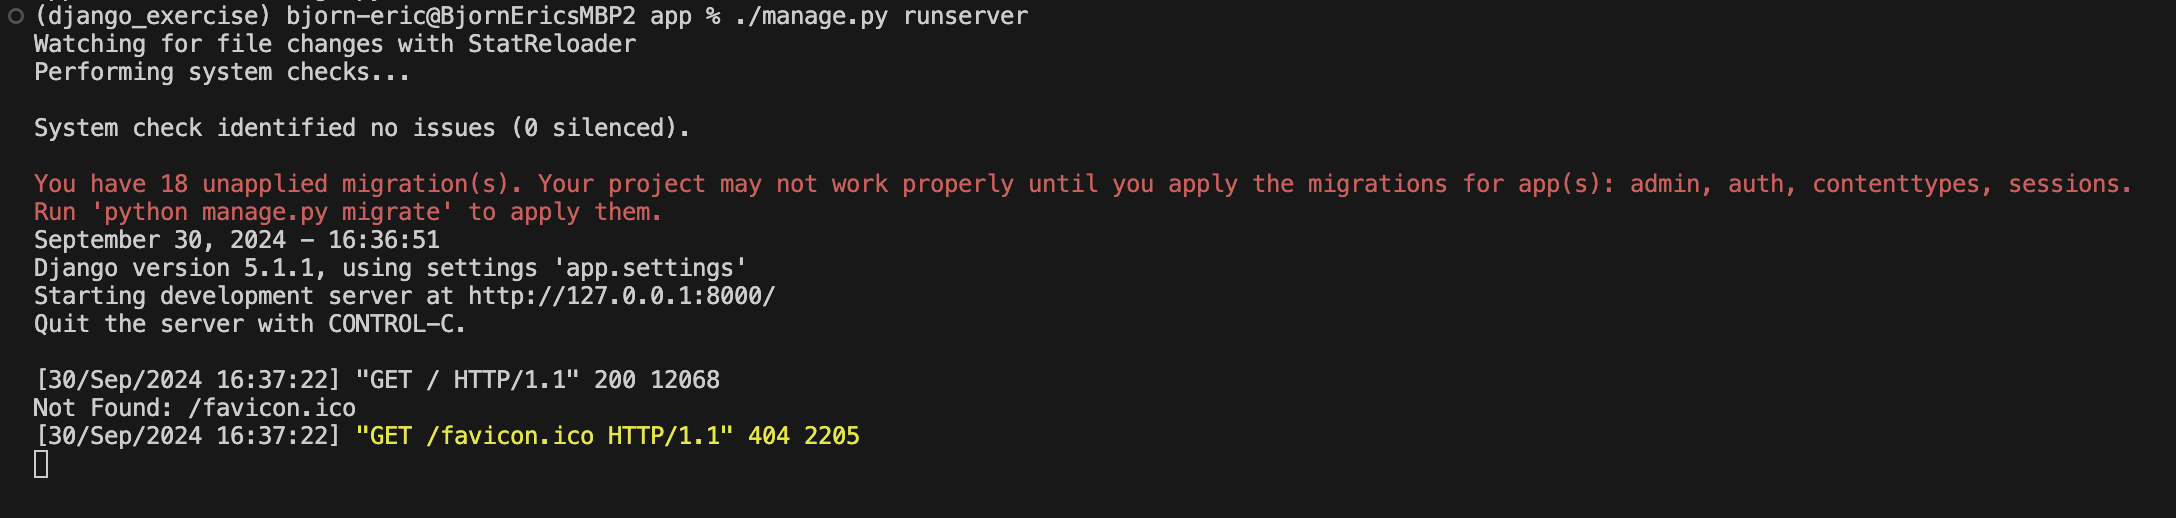 (django_exercise) bjorn-eric@BjornEricsMBP2 app % ./manage.py runserver
Watching for file changes with StatReloader
Performing system checks...
System check identified no issues (0 silenced).
You have 18 unapplied migration(s). Your project may not work properly until you apply the migrations for app(s): admin, auth, contenttypes, sessions.
Run 'python manage.py migrate' to apply them.
September 30, 2024 - 16:36:51
Django version 5.1.1, using settings 'app.settings'
Starting development server at http://127.0.0.1:8000/
Quit the server with CONTROL-C.
[30/Sep/2024 16:37:22] "GET / HTTP/1.1" 200 12068
Not Found: /favicon.ico
[30/Sep/2024 16:37:22] "GET /favicon.ico HTTP/1.1" 404 2205